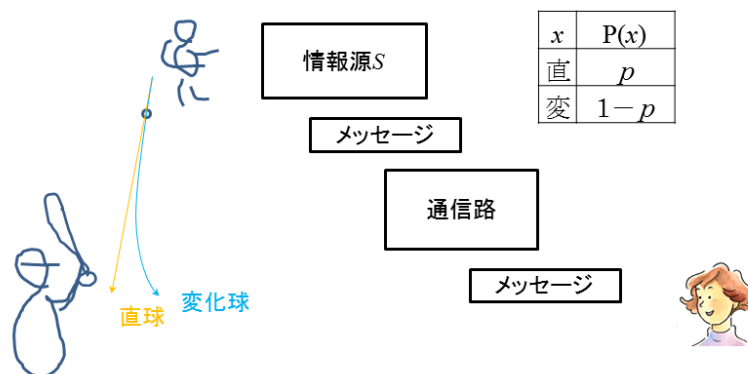 情報源S
メッセージ
通信路
メッセージ
x P(x)
直 p
変 1－p
直球
変化球